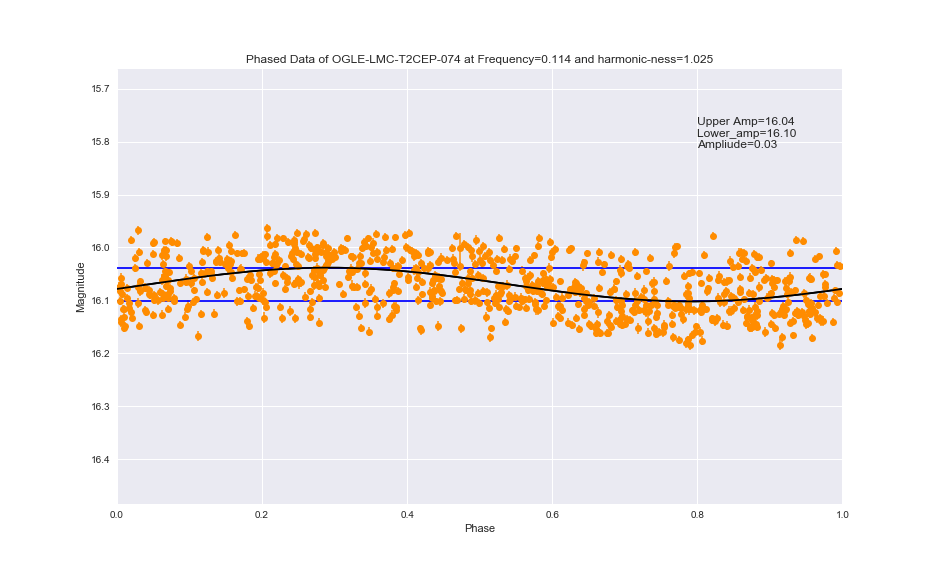 Phased Data of OGLE-LMC-T2CEP-074 at Frequency=0.114 and harmonic-ness=1.025
15.7
Upper Amp=16.04
Lower_amp=16.10
Ampliude=0.03
15.8
15.9
16.0
Magnitude
16.1
16.2
16.3
16.4
0.0 0.2 0.4 0.6 0.8 1.0
Phase